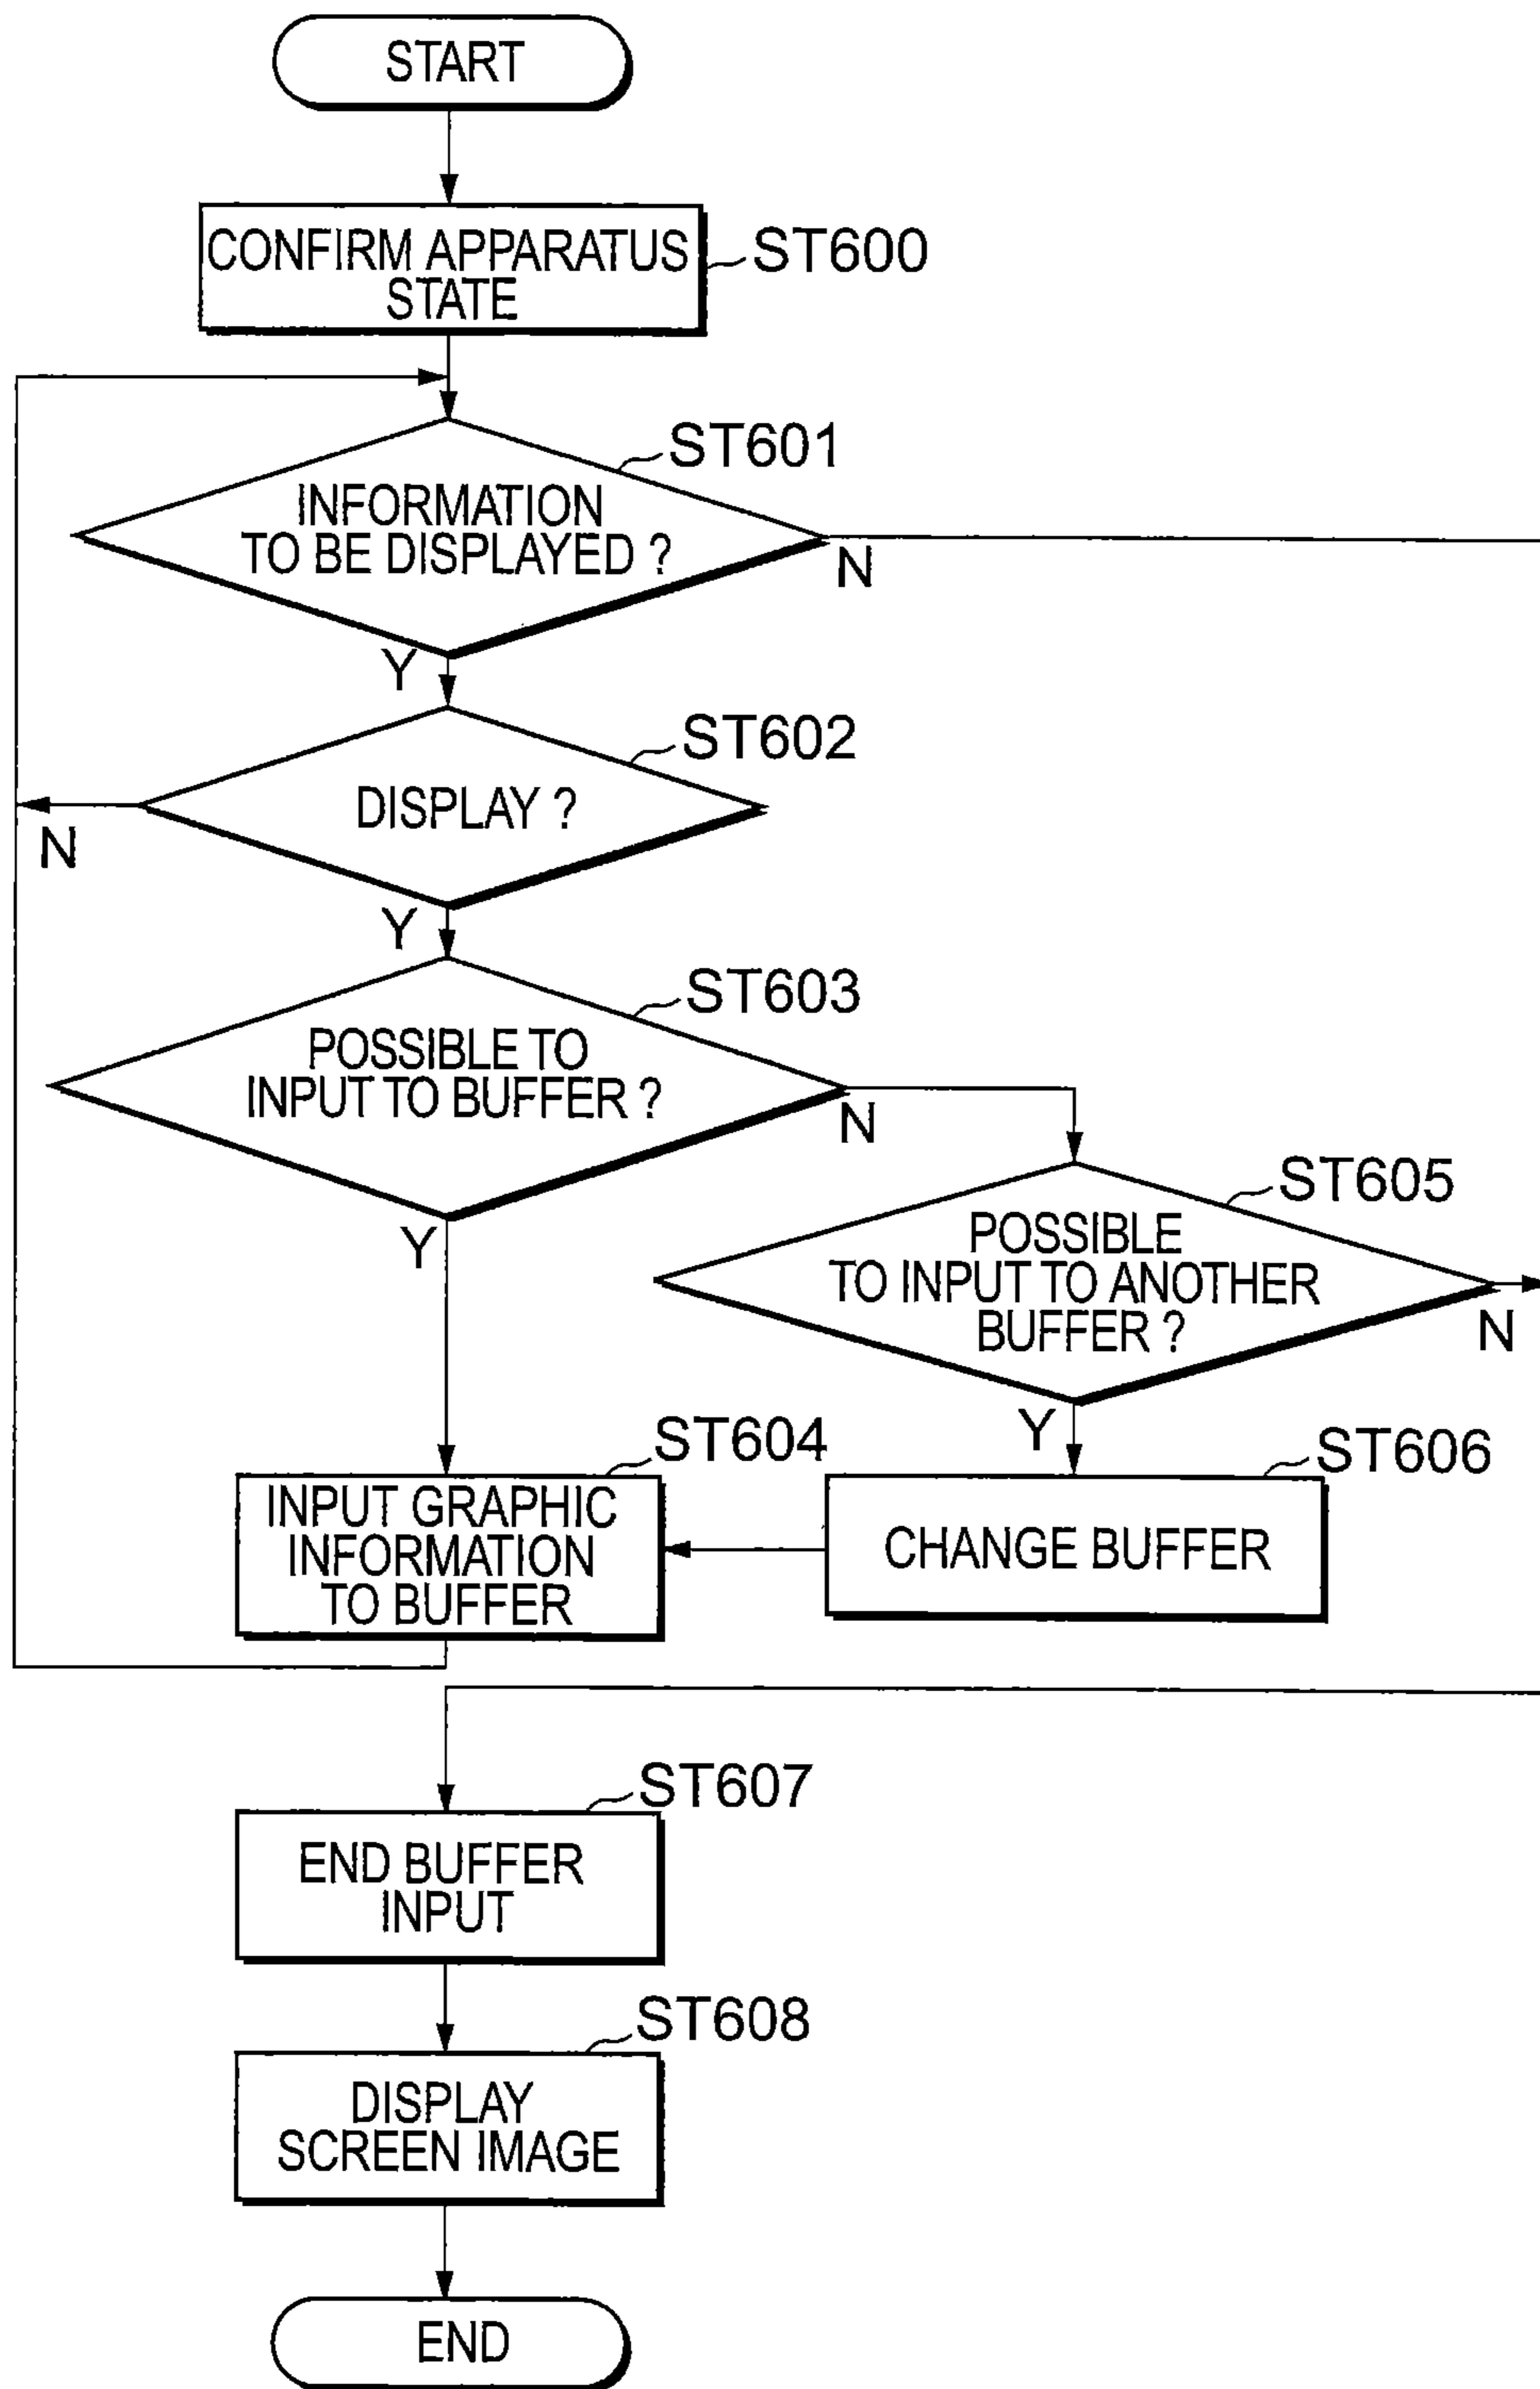 START
CONFIRM APPARATUS
STATE
ST600
ST601
INFORMATION
TO BE DISPLAYED ?
N
Y
ST602
DISPLAY ?
N
Y
ST603
POSSIBLE TO
INPUT TO BUFFER ?
N
Y
ST605
POSSIBLE
TO INPUT TO ANOTHER
BUFFER ?
N
Y
ST604
INPUT GRAPHIC
INFORMATION
TO BUFFER
ST606
CHANGE BUFFER
ST607
END BUFFER
INPUT
ST608
DISPLAY
SCREEN IMAGE
END